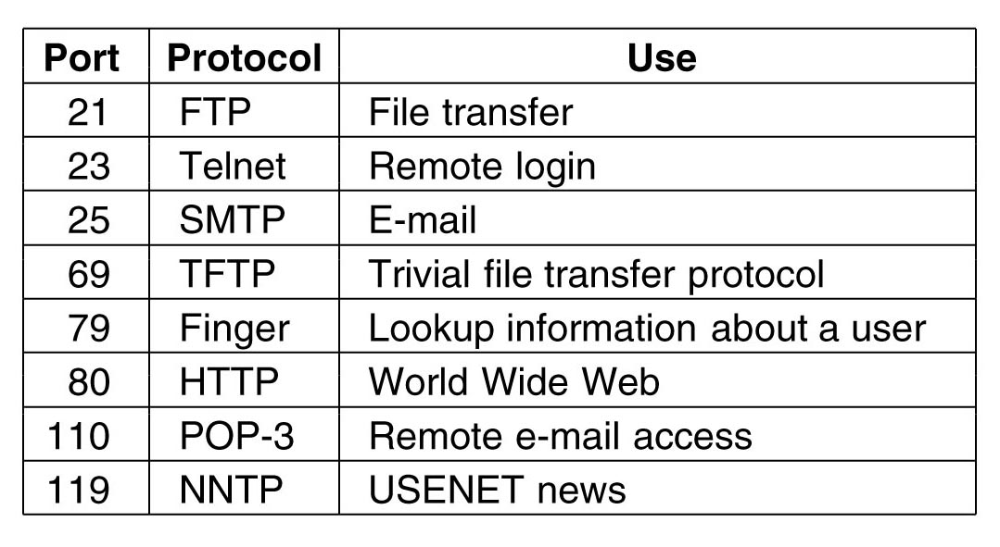 Port Protocol Use
21 FTP File transfer
23 Telnet Remote login
25 SMTP E-mail
69 TFTP Trivial file transfer protocol
79 Finger Lookup information about a user
80 HTTP World Wide Web
110 POP-3 Remote e-mail access
119 NNTP USENET news